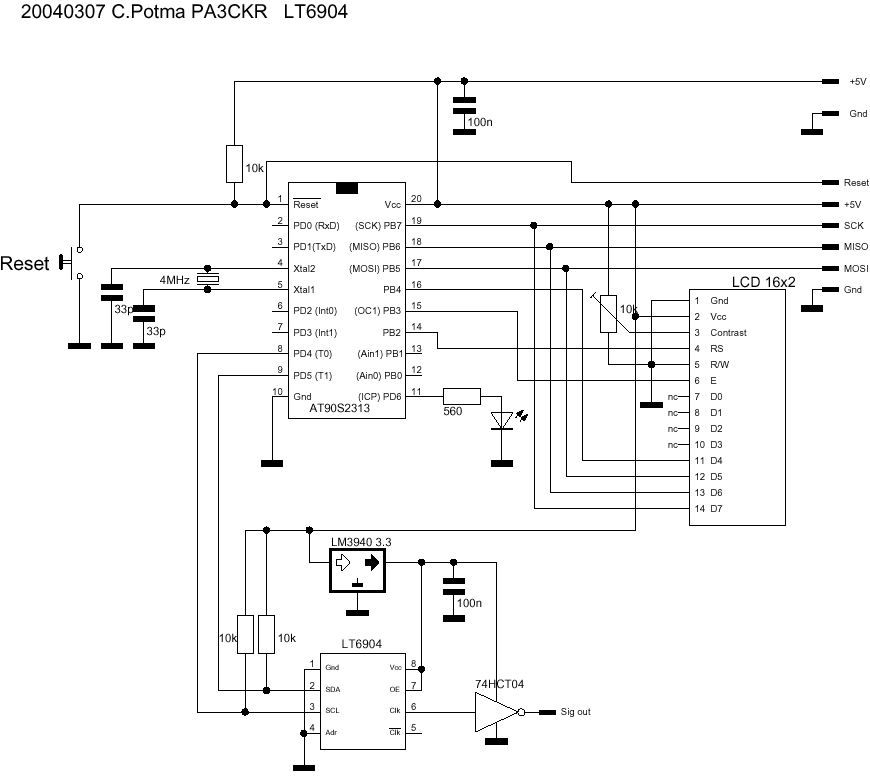 20040307 C.Potma PA3CKR LT6904
+5V
Gnd
100n
10k
Reset
1 Reset Vcc 20
+5V
2 PD0 (RxD) (SCK) PB7 19
SCK
3 PD1(TxD) (MISO) PB6 18
MISO
4 Xtal2 (MOSI) PB5 17
MOSI
5 Xtal1 PB4 16
Gnd
6 PD2 (Int0) (OC1) PB3 15
7 PD3 (Int1) PB2 14
8 PD4 (T0) (Ain1) PB1 13
9 PD5 (T1) (Ain0) PB0 12
10 Gnd (ICP) PD6 11
AT90S2313
Reset
4MHz
33p
33p
560
10k
LCD 16x2
1 Gnd
2 Vcc
3 Contrast
4 RS
5 R/W
6 E
nc 7 D0
nc 8 D1
nc 9 D2
nc 10 D3
11 D4
12 D5
13 D6
14 D7
LM3940 3.3
100n
10k
10k
LT6904
1 Gnd Vcc 8
2 SDA OE 7
3 SCL Clk 6
4 Adr Clk 5
74HCT04
Sig out